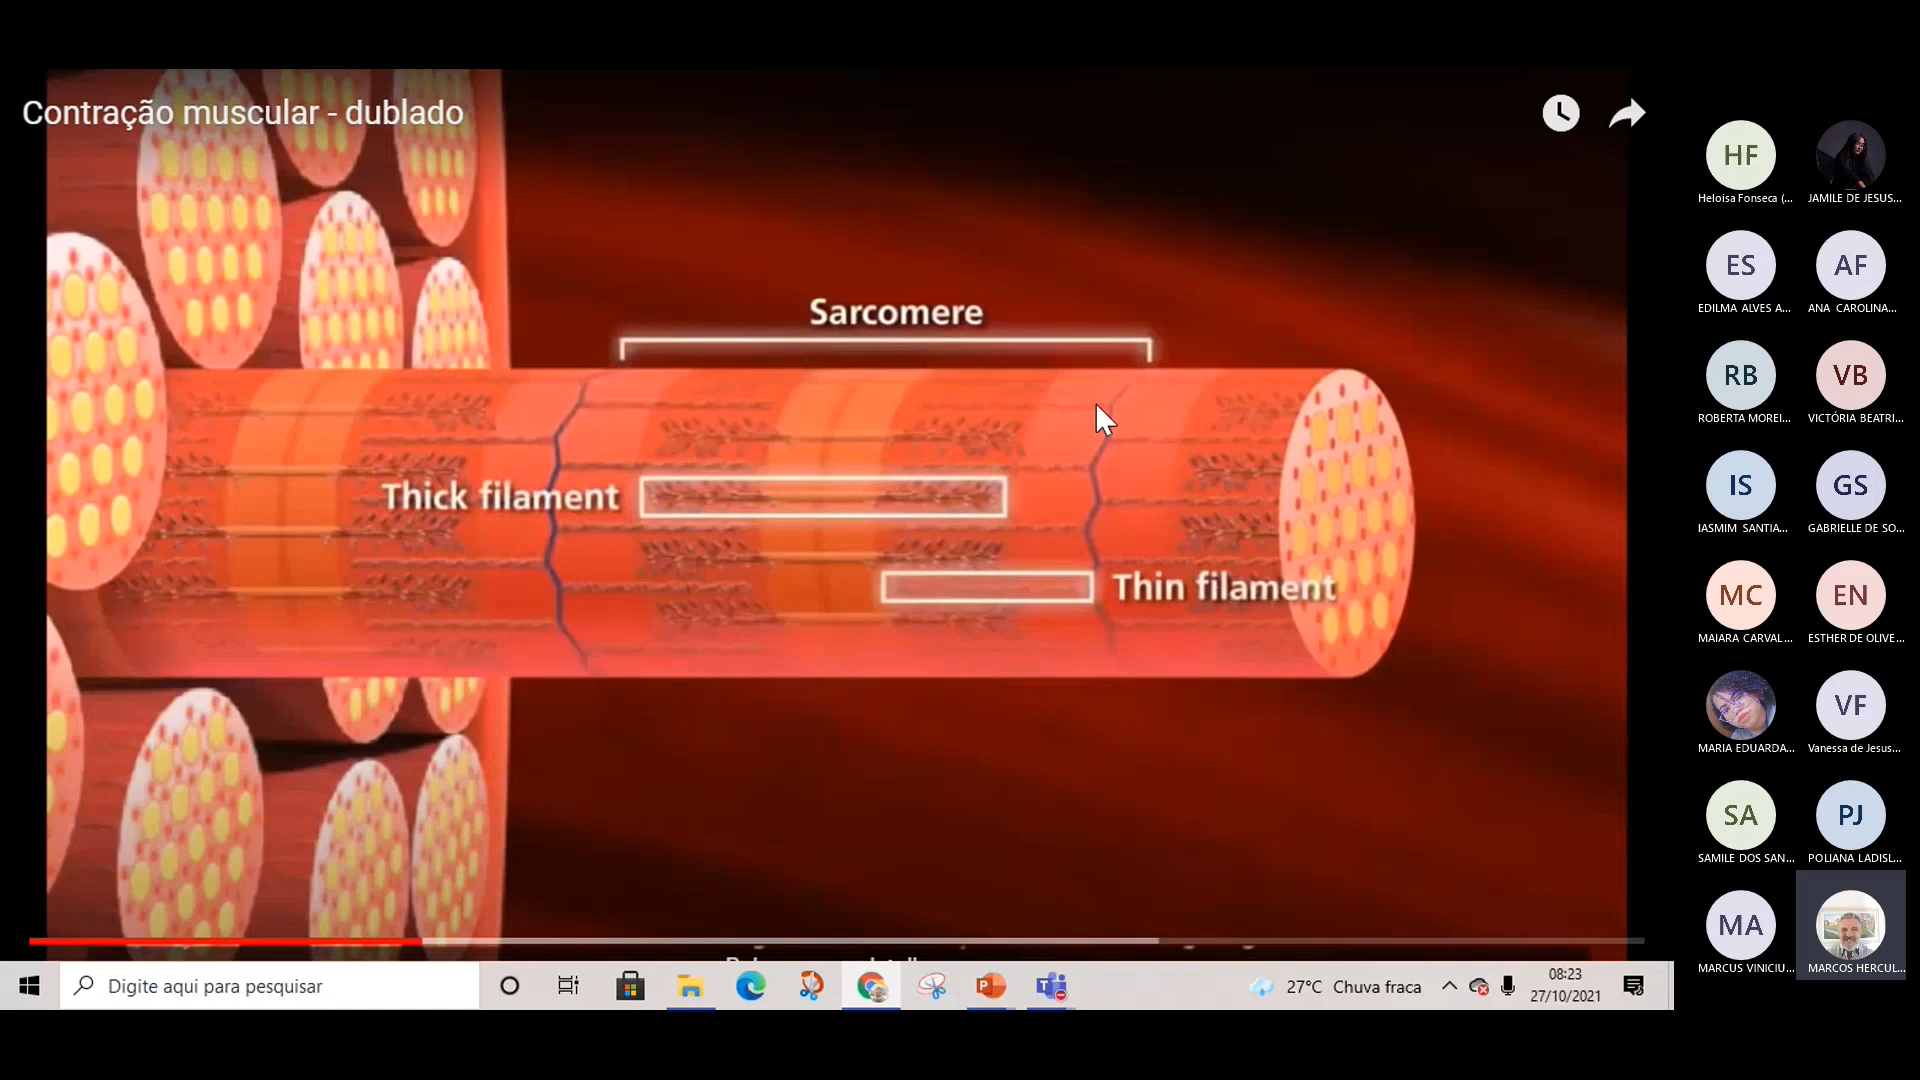 Contração muscular - dublado
Sarcomere
Thick filament
Thin filament
HF
Heloisa Fonseca (...
JAMILE DE JESUS...
ES
EDILMA ALVES A...
AF
ANA CAROLINA...
RB
ROBERTA MOREI...
VB
VICTÓRIA BEATRI...
IS
IASMIM SANTIA...
GS
GABRIELLE DE SO...
MC
MAIARA CARVAL...
EN
ESTHER DE OLIVE...
MARIA EDUARDA...
VF
Vanessa de Jesus...
SA
SAMILE DOS SAN...
PJ
POLIANA LADISL...
MA
MARCUS VINICIU...
MARCOS HERCUL...
Digite aqui para pesquisar
27°C Chuva fraca
08:23
27/10/2021